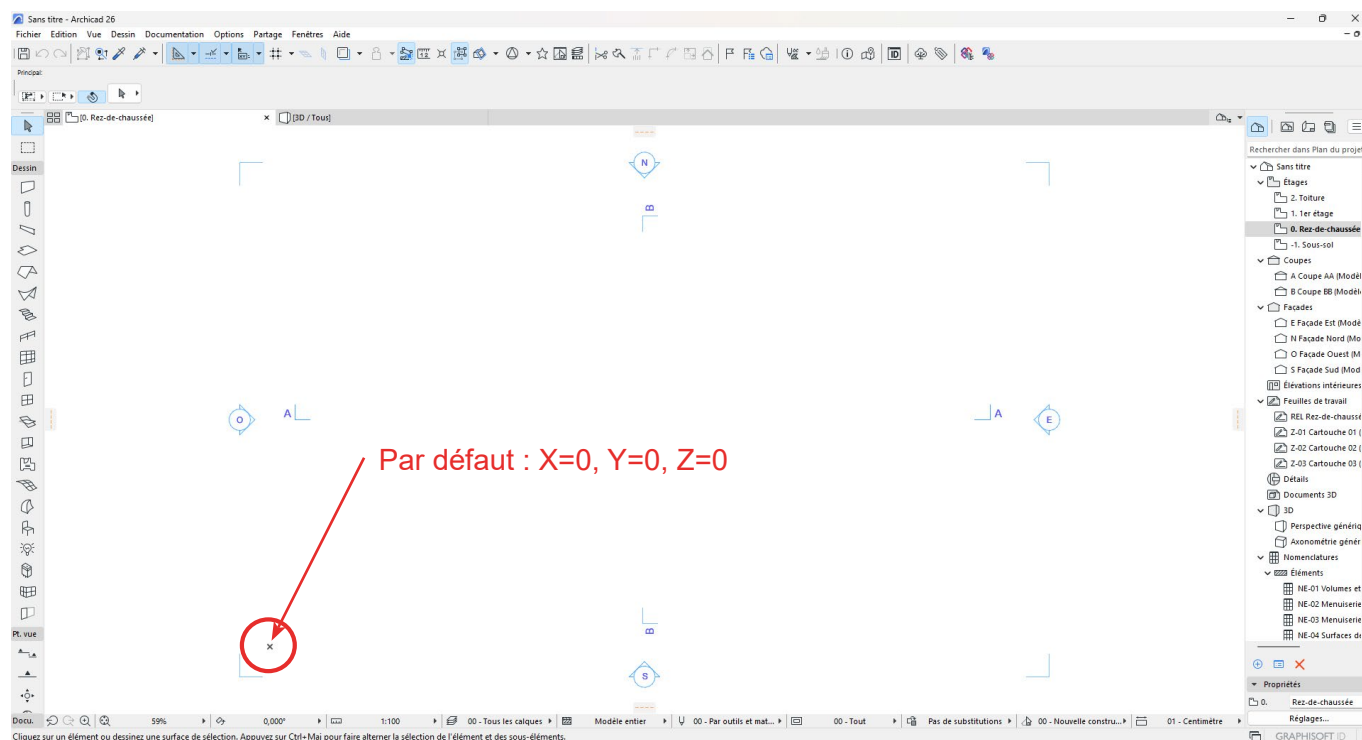 Sans titre - Archicad 26
Fichier Edition Vue Dessin Documentation Options Partage Fenêtres Aide
Principal:
[0. Rez-de-chaussée]
[3D / Tous]
Dessin
N
B
O
A
A
E
Par défaut : X=0, Y=0, Z=0
B
S
Pt. vue
Docu.
Rechercher dans Plan du projet
Sans titre
Étages
2. Toiture
1. 1er étage
0. Rez-de-chaussée
-1. Sous-sol
Coupes
A Coupe AA (Modèl
B Coupe BB (Modèl
Façades
E Façade Est (Modè
N Façade Nord (Mo
O Façade Ouest (M
S Façade Sud (Mod
Élévations intérieures
Feuilles de travail
REL Rez-de-chaussé
Z-01 Cartouche 01 (
Z-02 Cartouche 02 (
Z-03 Cartouche 03 (
Détails
Documents 3D
3D
Perspective génériq
Axonométrie génér
Nomenclatures
Éléments
NE-01 Volumes et
NE-02 Menuiserie
NE-03 Menuiserie
NE-04 Surfaces de
Propriétés
0. Rez-de-chaussée
Réglages...
59% 0,000° 1:100 00 - Tous les calques Modèle entier 00 - Par outils et mat... 00 - Tout Pas de substitutions 00 - Nouvelle constru... 01 - Centimètre
Cliquez sur un élément ou dessinez une surface de sélection. Appuyez sur Ctrl+Maj pour faire alterner la sélection de l'élément et des sous-éléments.
GRAPHISOFT ID